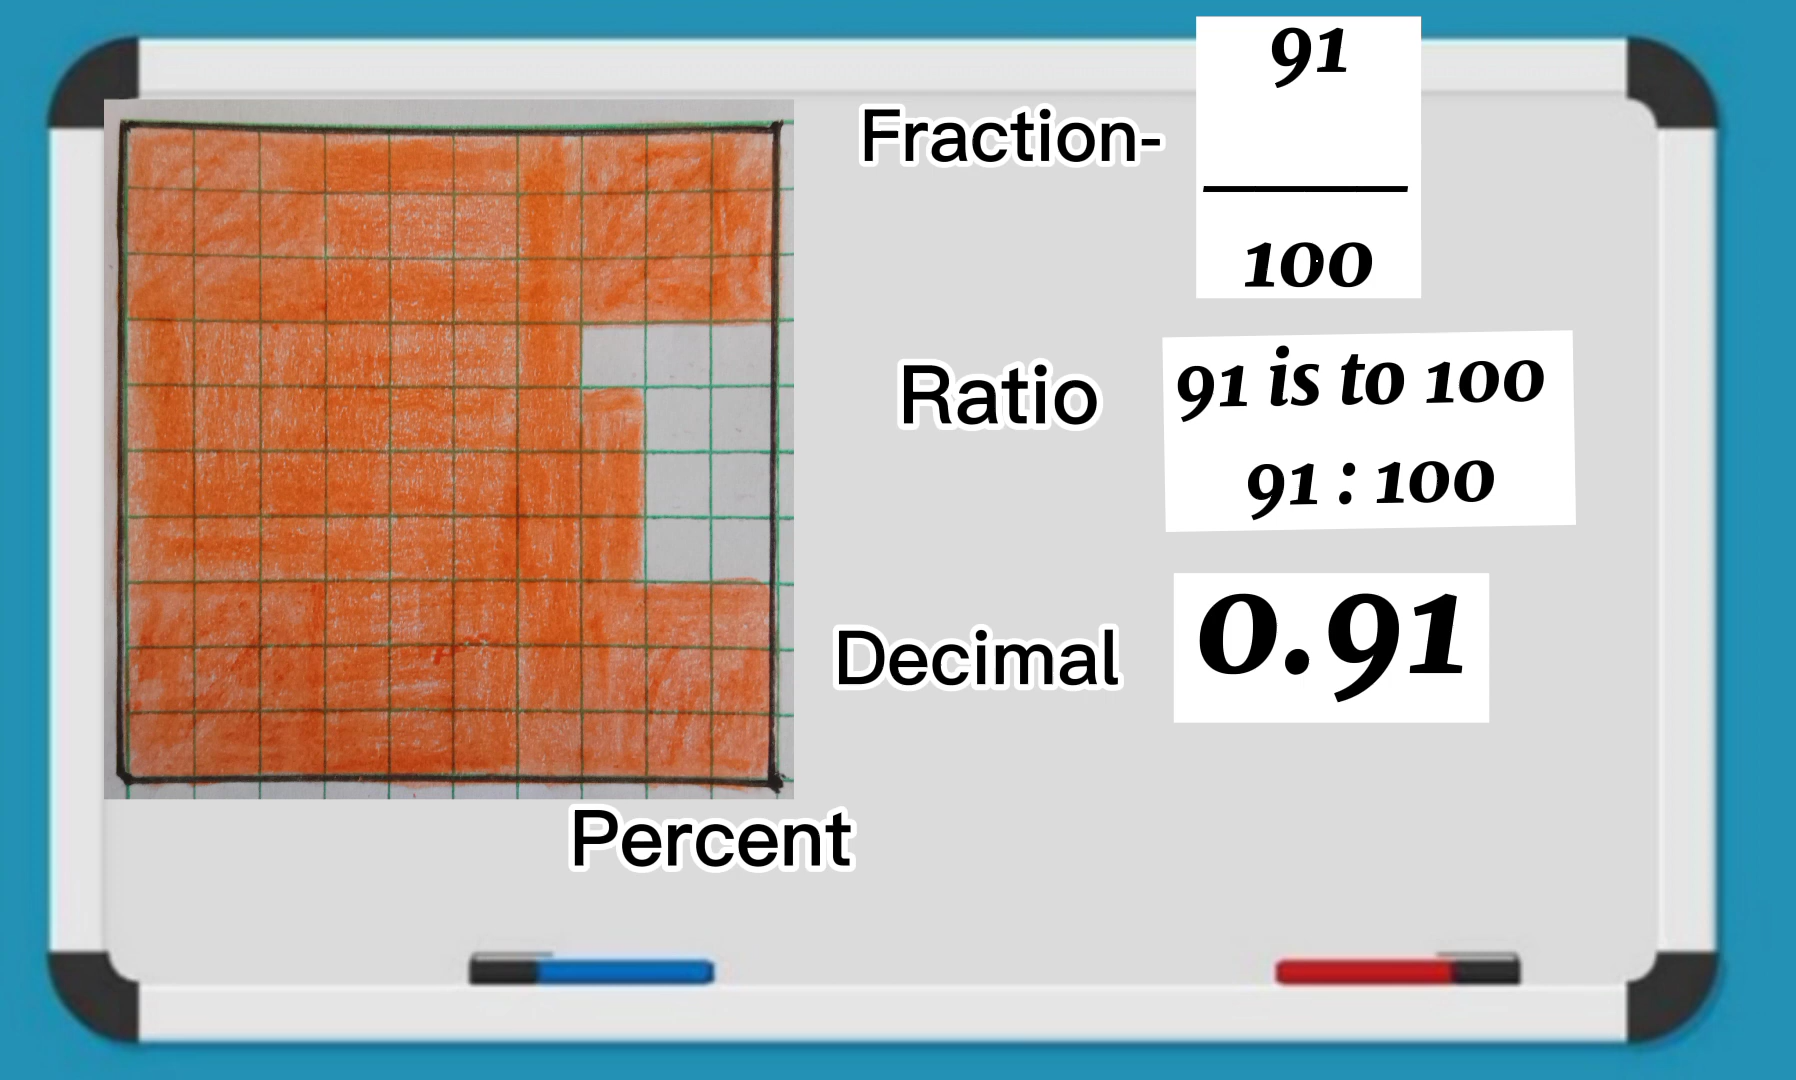 91
Fraction-
100
Ratio
91 is to 100
91 : 100
Decimal
0.91
Percent